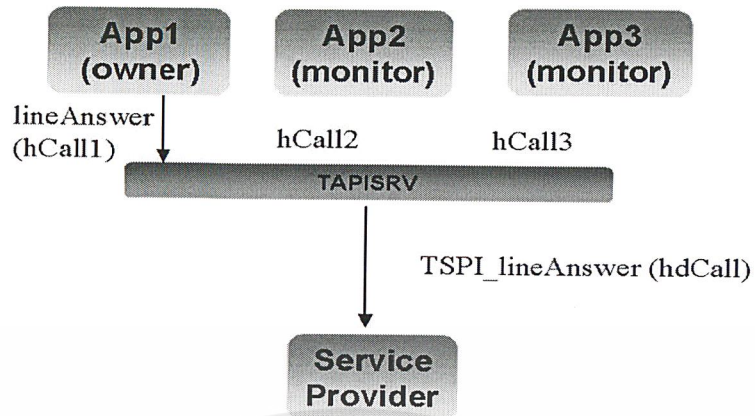 App1
(owner)
App2
(monitor)
App3
(monitor)
lineAnswer
(hCall1)
hCall2
hCall3
TAPISRV
TSPI_lineAnswer (hdCall)
Service
Provider